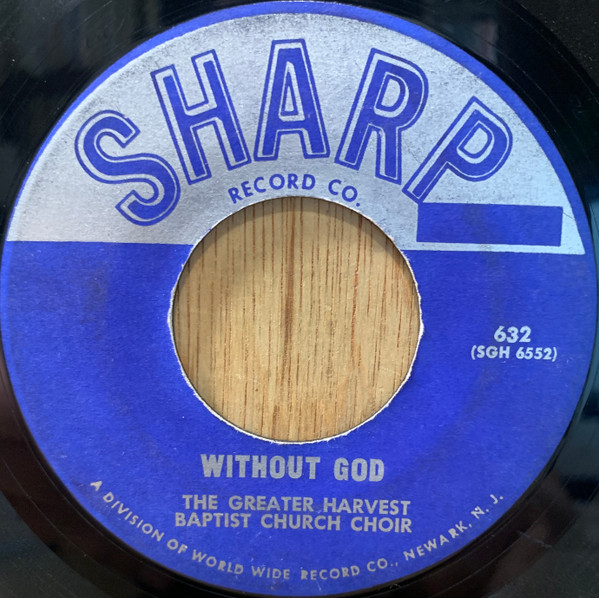 SHARP
RECORD CO.
632
(SGH 6552)
WITHOUT GOD
THE GREATER HARVEST
BAPTIST CHURCH CHOIR
A DIVISION OF WORLD WIDE RECORD CO., NEWARK, N. J.